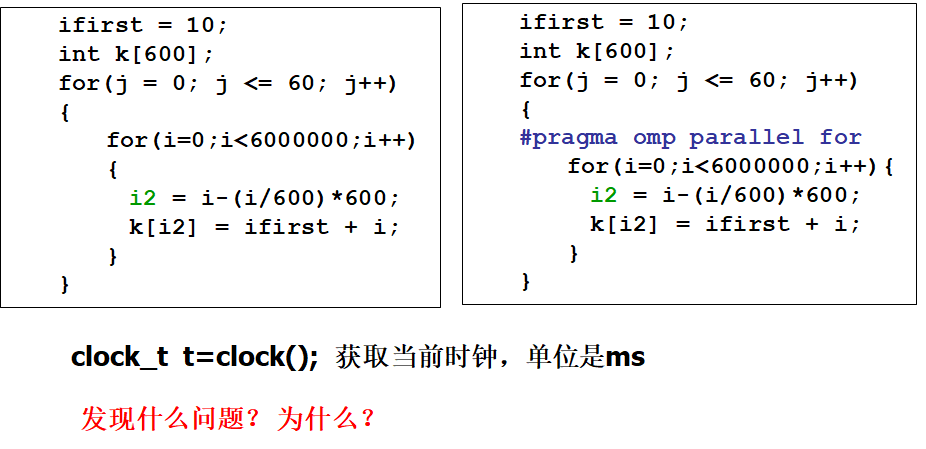 ifirst = 10;
int k[600];
for(j = 0; j <= 60; j++)
{
for(i=0;i<6000000;i++)
{
i2 = i-(i/600)*600;
k[i2] = ifirst + i;
}
}
ifirst = 10;
int k[600];
for(j = 0; j <= 60; j++)
{
#pragma omp parallel for
for(i=0;i<6000000;i++){
i2 = i-(i/600)*600;
k[i2] = ifirst + i;
}
}
clock_t t=clock(); 获取当前时钟，单位是ms
发现什么问题？为什么？